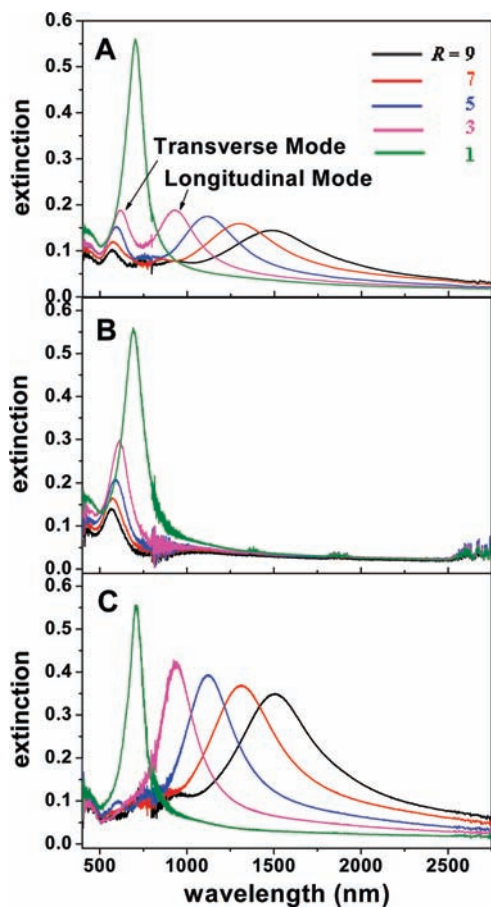 A
R = 9
7
5
3
1
Transverse Mode
Longitudinal Mode
extinction
0.6
0.5
0.4
0.3
0.2
0.1
0.0
B
extinction
0.6
0.5
0.4
0.3
0.2
0.1
0.0
C
extinction
0.6
0.5
0.4
0.3
0.2
0.1
0.0
500 1000 1500 2000 2500
wavelength (nm)